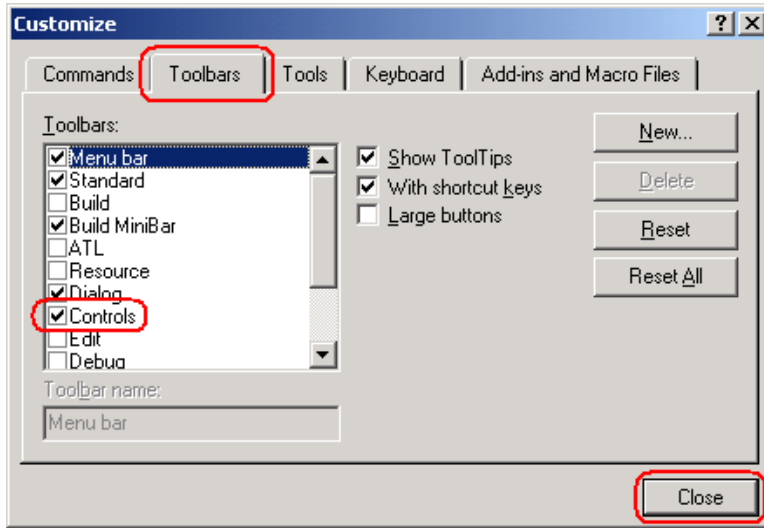 Customize
Commands Toolbars Tools Keyboard Add-ins and Macro Files
Toolbars:
Menu bar
Standard
Build
Build MiniBar
ATL
Resource
Dialog
Controls
Edit
Debug
Toolbar name:
Menu bar
Show ToolTips
With shortcut keys
Large buttons
New...
Delete
Reset
Reset All
Close